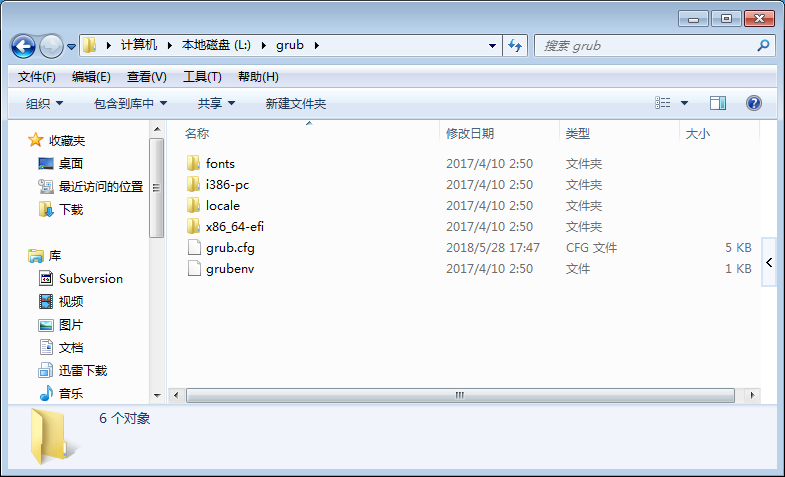 计算机 本地磁盘 (L:) grub
搜索 grub
文件(F) 编辑(E) 查看(V) 工具(T) 帮助(H)
组织 包含到库中 共享 新建文件夹
收藏夹
桌面
最近访问的位置
下载
库
Subversion
视频
图片
文档
迅雷下载
音乐
名称 修改日期 类型 大小
fonts 2017/4/10 2:50 文件夹
i386-pc 2017/4/10 2:50 文件夹
locale 2017/4/10 2:50 文件夹
x86_64-efi 2017/4/10 2:50 文件夹
grub.cfg 2018/5/28 17:47 CFG 文件 5 KB
grubenv 2017/4/10 2:50 文件 1 KB
6 个对象